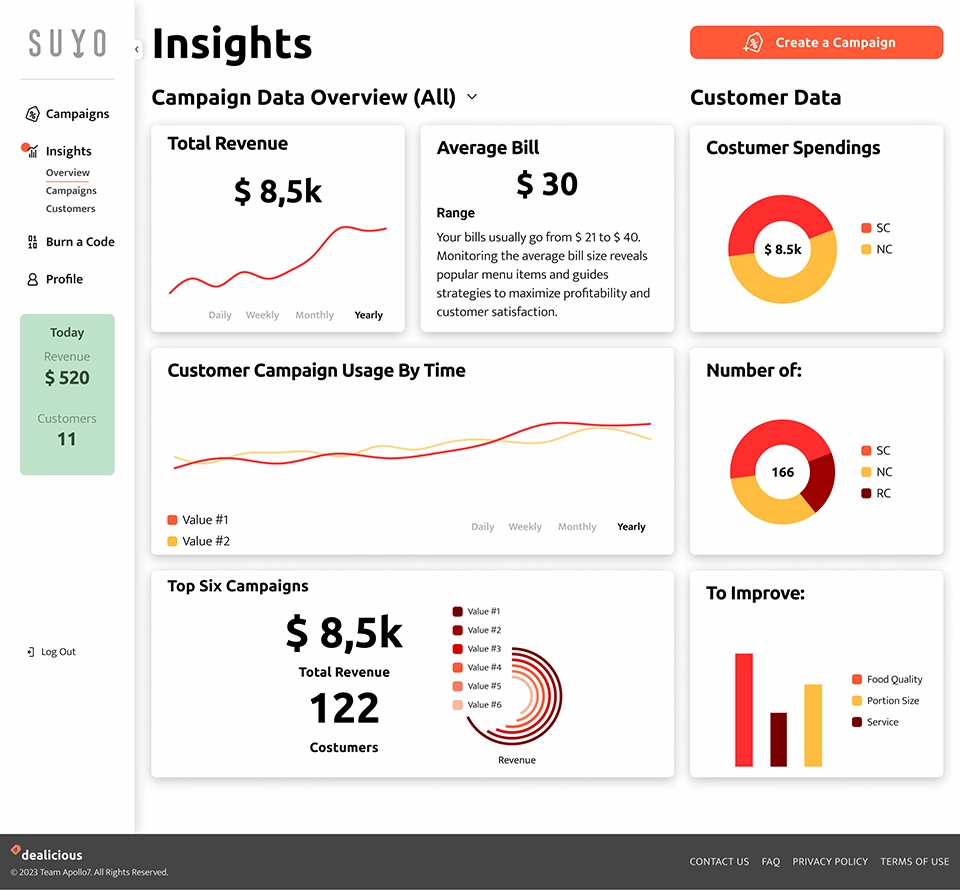 SUYO
Campaigns
Insights
Overview
Campaigns
Customers
Burn a Code
Profile
Today
Revenue
$ 520
Customers
11
Log Out
Insights
Create a Campaign
Campaign Data Overview (All)
Total Revenue
$ 8,5k
Daily Weekly Monthly Yearly
Average Bill
$ 30
Range
Your bills usually go from $ 21 to $ 40.
Monitoring the average bill size reveals
popular menu items and guides
strategies to maximize profitability and
customer satisfaction.
Customer Campaign Usage By Time
Value #1
Value #2
Daily Weekly Monthly Yearly
Top Six Campaigns
$ 8,5k
Total Revenue
122
Costumers
Value #1
Value #2
Value #3
Value #4
Value #5
Value #6
Revenue
Customer Data
Costumer Spendings
$ 8.5k
SC
NC
Number of:
166
SC
NC
RC
To Improve:
Food Quality
Portion Size
Service
dealicious
© 2023 Team Apollo7. All Rights Reserved.
CONTACT US FAQ PRIVACY POLICY TERMS OF USE